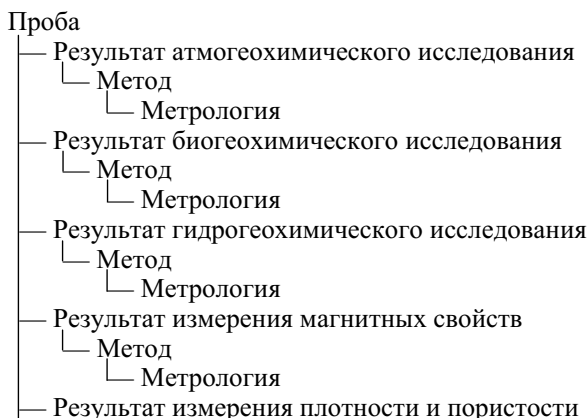 Проба
Результат атмогеохимического исследования
Метод
Метрология
Результат биогеохимического исследования
Метод
Метрология
Результат гидрогеохимического исследования
Метод
Метрология
Результат измерения магнитных свойств
Метод
Метрология
Результат измерения плотности и пористости